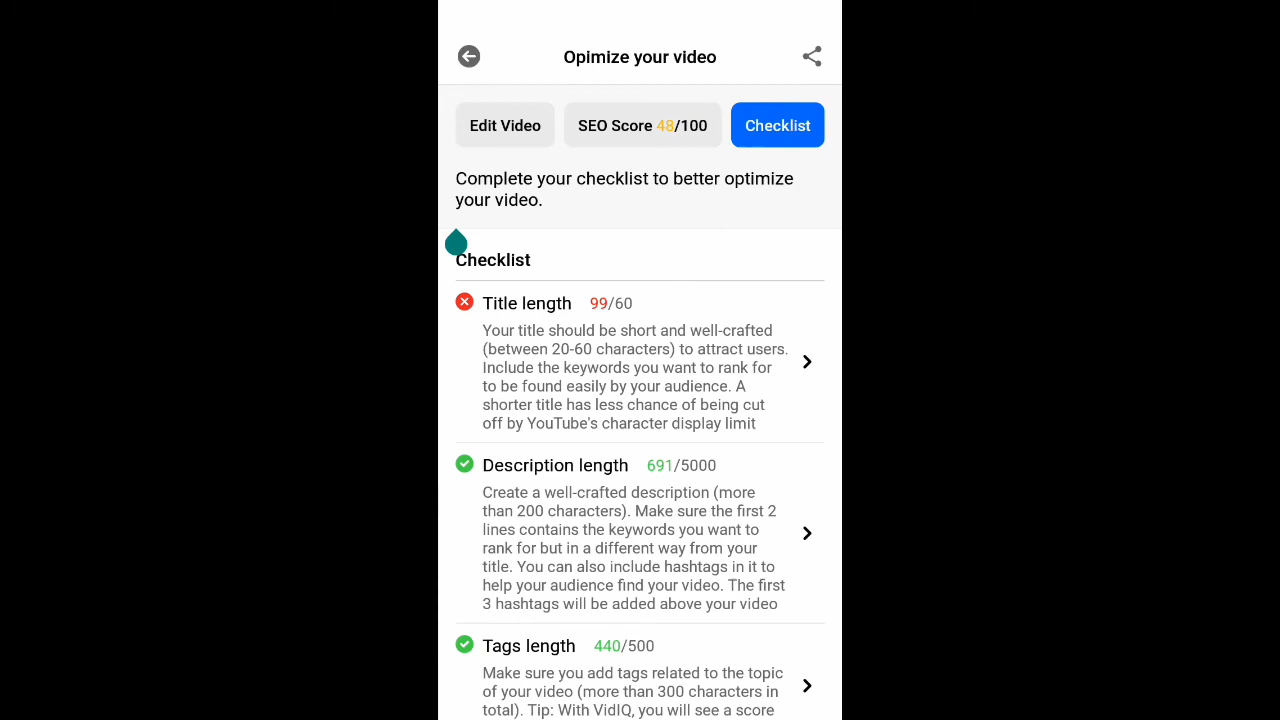 Opimize your video
Edit Video
SEO Score 48/100
Checklist
Complete your checklist to better optimize
your video.
Checklist
Title length 99/60
Your title should be short and well-crafted
(between 20-60 characters) to attract users.
Include the keywords you want to rank for
to be found easily by your audience. A
shorter title has less chance of being cut
off by YouTube's character display limit
Description length 691/5000
Create a well-crafted description (more
than 200 characters). Make sure the first 2
lines contains the keywords you want to
rank for but in a different way from your
title. You can also include hashtags in it to
help your audience find your video. The first
3 hashtags will be added above your video
Tags length 440/500
Make sure you add tags related to the topic
of your video (more than 300 characters in
total). Tip: With VidIQ, you will see a score